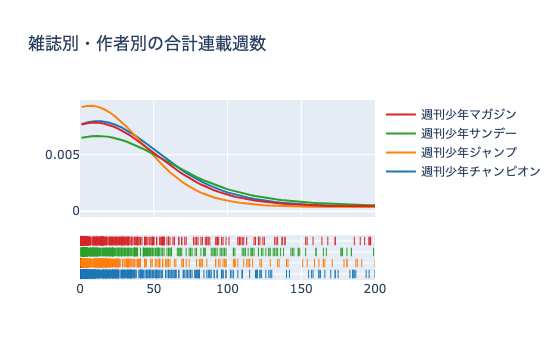 雑誌別・作者別の合計連載週数
週刊少年マガジン
週刊少年サンデー
週刊少年ジャンプ
週刊少年チャンピオン
0.005
0
0
50
100
150
200